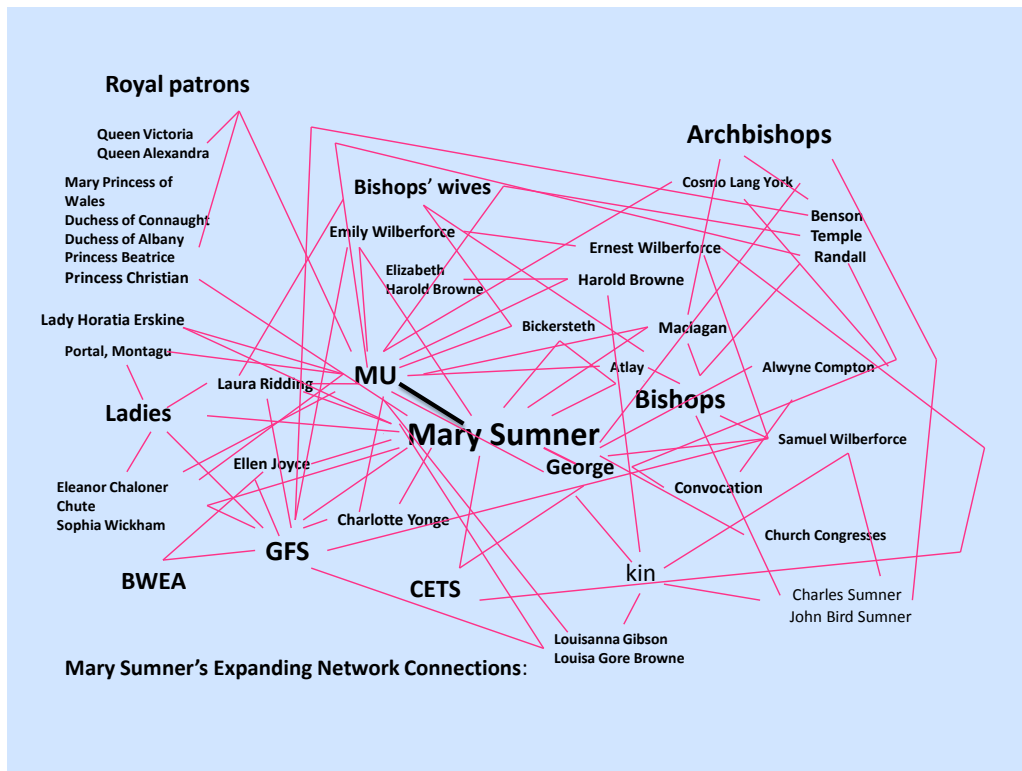 Royal patrons
Queen Victoria
Queen Alexandra
Archbishops
Mary Princess of
Wales
Duchess of Connaught
Duchess of Albany
Princess Beatrice
Princess Christian
Bishops' wives
Cosmo Lang York
Benson
Temple
Randall
Emily Wilberforce
Ernest Wilberforce
Elizabeth
Harold Browne
Harold Browne
Lady Horatia Erskine
Bickersteth
Maclagan
Portal, Montagu
MU
Atlay
Alwyne Compton
Laura Ridding
Bishops
Ladies
Mary Sumner
Samuel Wilberforce
George
Ellen Joyce
Eleanor Chaloner
Chute
Sophia Wickham
Convocation
Charlotte Yonge
Church Congresses
GFS
BWEA
CETS
kin
Charles Sumner
John Bird Sumner
Louisanna Gibson
Louisa Gore Browne
Mary Sumner's Expanding Network Connections: